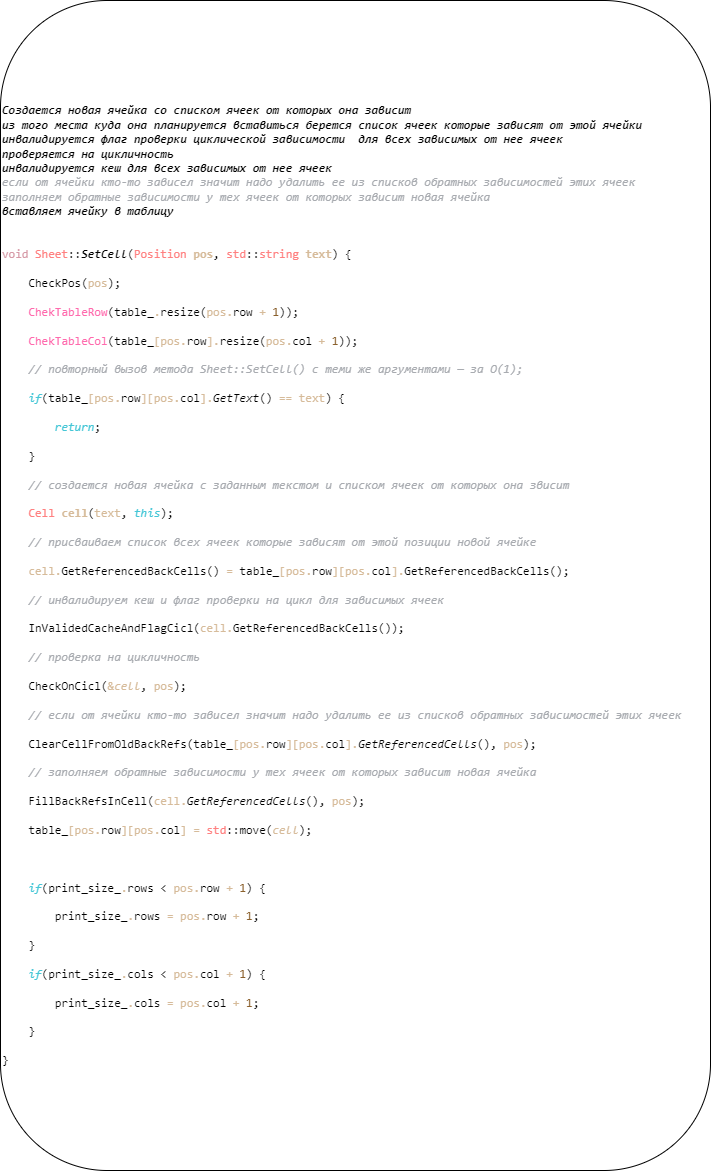 Создается новая ячейка со списком ячеек от которых она зависит
из того места куда она планируется вставиться берется список ячеек которые зависят от этой ячейки
инвалидируется флаг проверки циклической зависимости  для всех зависимых от нее ячеек
проверяется на цикличность
инвалидируется кеш для всех зависимых от нее ячеек
если от ячейки кто-то зависел значит надо удалить ее из списков обратных зависимостей этих ячеек
заполняем обратные зависимости у тех ячеек от которых зависит новая ячейка
вставляем ячейку в таблицу
void Sheet::SetCell(Position pos, std::string text) {
    CheckPos(pos);
    ChekTableRow(table_.resize(pos.row + 1));
    ChekTableCol(table_[pos.row].resize(pos.col + 1));
    // повторный вызов метода Sheet::SetCell() с теми же аргументами — за O(1);
    if(table_[pos.row][pos.col].GetText() == text) {
        return;
    }
    // создается новая ячейка с заданным текстом и списком ячеек от которых она звисит
    Cell cell(text, this);
    // присваиваем список всех ячеек которые зависят от этой позиции новой ячейке
    cell.GetReferencedBackCells() = table_[pos.row][pos.col].GetReferencedBackCells();
    // инвалидируем кеш и флаг проверки на цикл для зависимых ячеек
    InValidedCacheAndFlagCicl(cell.GetReferencedBackCells());
    // проверка на цикличность
    CheckOnCicl(&cell, pos);
    // если от ячейки кто-то зависел значит надо удалить ее из списков обратных зависимостей этих ячеек
    ClearCellFromOldBackRefs(table_[pos.row][pos.col].GetReferencedCells(), pos);
    // заполняем обратные зависимости у тех ячеек от которых зависит новая ячейка
    FillBackRefsInCell(cell.GetReferencedCells(), pos);
    table_[pos.row][pos.col] = std::move(cell);
    if(print_size_.rows < pos.row + 1) {
        print_size_.rows = pos.row + 1;
    }
    if(print_size_.cols < pos.col + 1) {
        print_size_.cols = pos.col + 1;
    }
}